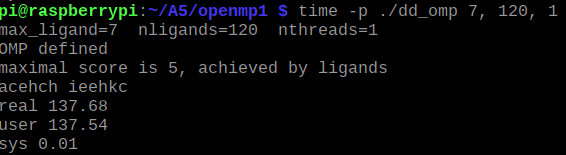 pi@raspberrypi:~/A5/openmp1 $ time -p ./dd_omp 7, 120, 1
max_ligand=7  nligands=120  nthreads=1
OMP defined
maximal score is 5, achieved by ligands
acehch ieehkc
real 137.68
user 137.54
sys 0.01